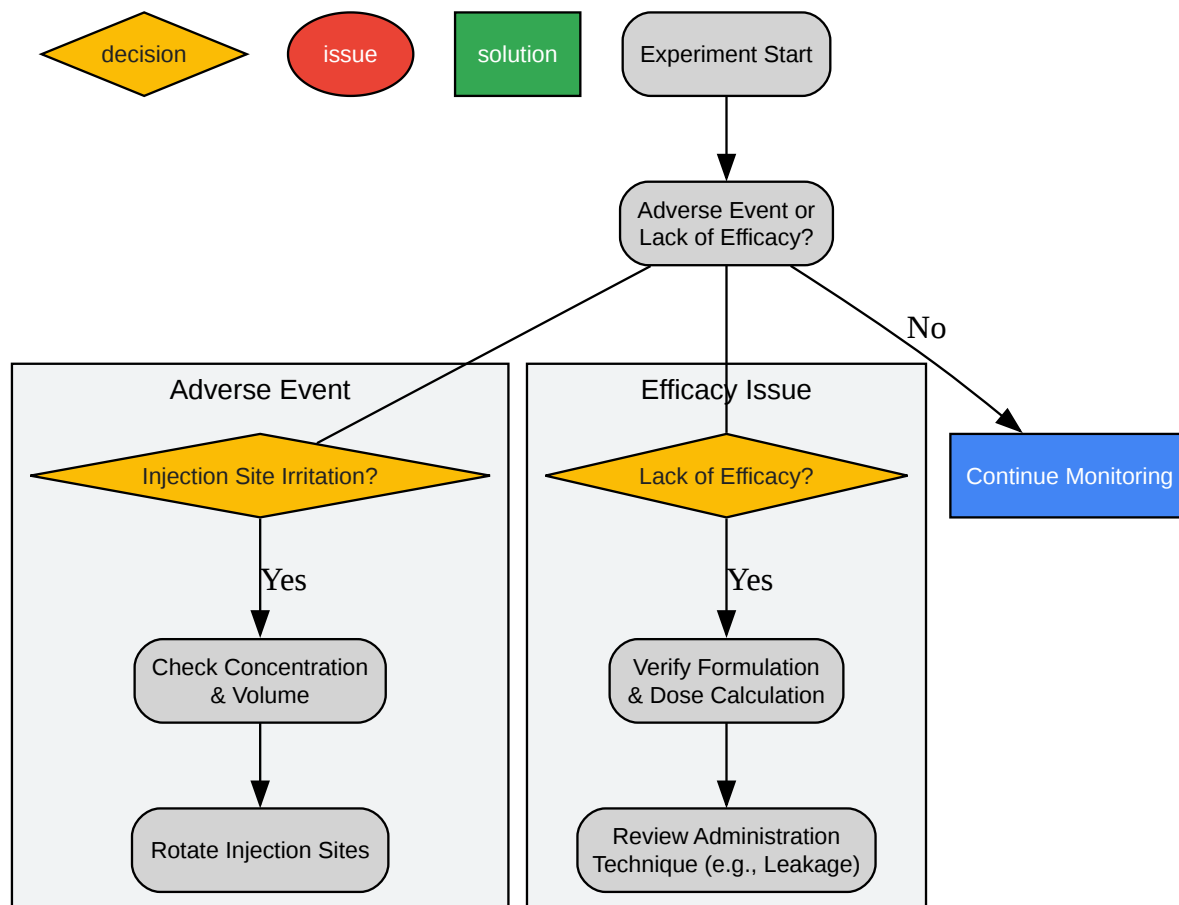 decision
issue
solution
Experiment Start
Adverse Event or
Lack of Efficacy?
No
Adverse Event
Efficacy Issue
Injection Site Irritation?
Lack of Efficacy?
Continue Monitoring
Yes
Yes
Check Concentration
& Volume
Verify Formulation
& Dose Calculation
Rotate Injection Sites
Review Administration
Technique (e.g., Leakage)